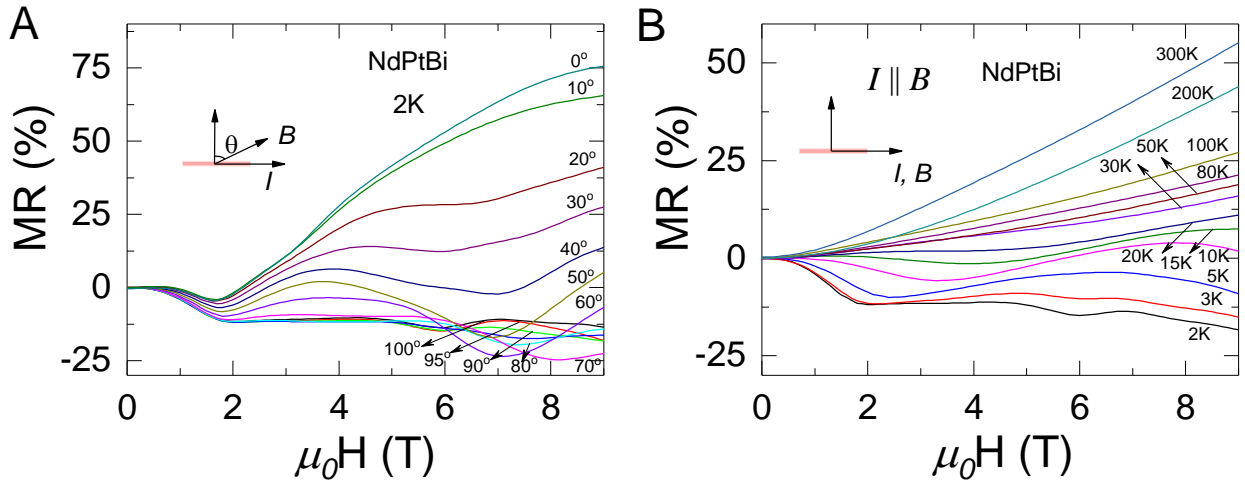 A
MR (%)
75
50
25
0
-25
0 2 4 6 8
μ₀H (T)
NdPtBi
2K
θ
B
I
0°
10°
20°
30°
40°
50°
60°
70°
80°
90°
95°
100°
B
MR (%)
50
25
0
-25
0 2 4 6 8
μ₀H (T)
I ∥ B
NdPtBi
I, B
300K
200K
100K
50K
80K
30K
20K
15K
10K
5K
3K
2K